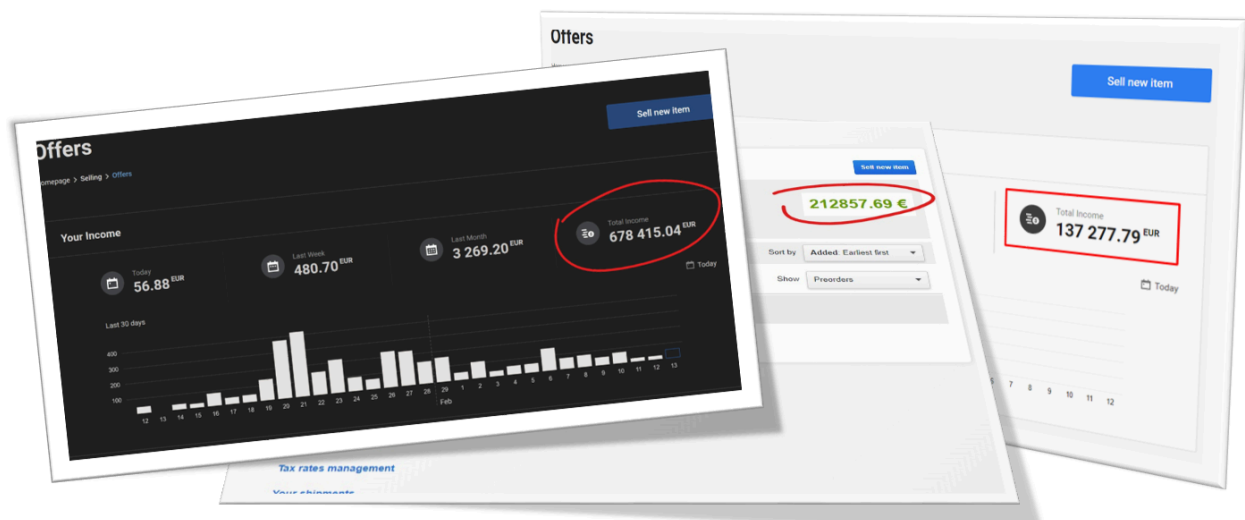 Offers
Homepage > Selling > Offers
Sell new item
Your Income
Today
56.88 EUR
Last Week
480.70 EUR
Last Month
3 269.20 EUR
Total Income
678 415.04 EUR
Today
Last 30 days
400
300
200
100
12 13 14 15 16 17 18 19 20 21 22 23 24 25 26 27 28 29 1 2 3 4 5 6 7 8 9 10 11 12 13
Feb
Sell new item
212857.69 €
Sort by Added: Earliest first
Show Preorders
Tax rates management
Your shipments
Offers
Sell new item
Total Income
137 277.79 EUR
Today
7 8 9 10 11 12